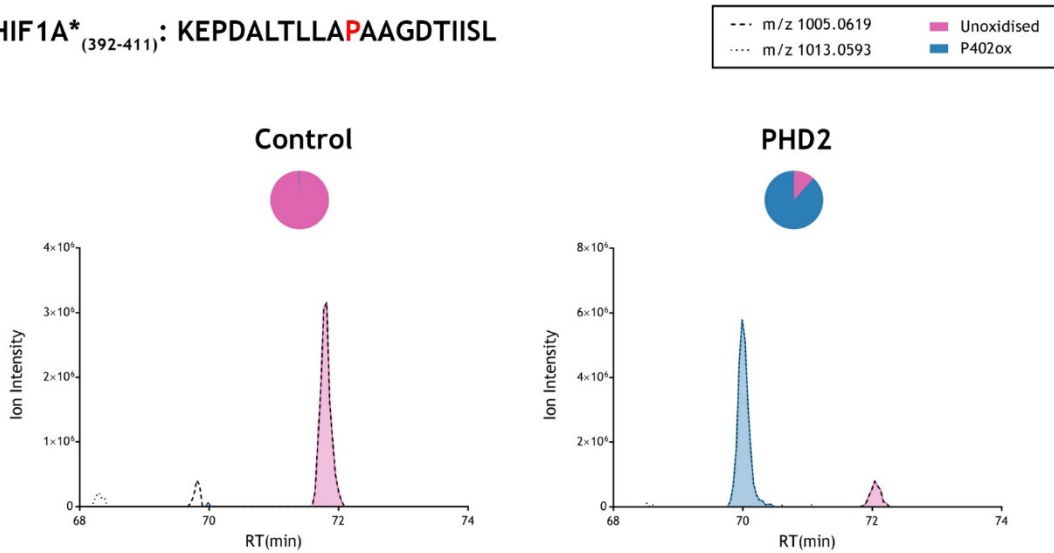 HIF1A*(392-411): KEPDALTLLAPAAGDTIISL
m/z 1005.0619
m/z 1013.0593
Unoxidised
P402ox
Control
4×10⁶
3×10⁶
2×10⁶
1×10⁶
0
Ion Intensity
68 70 72 74
RT(min)
PHD2
8×10⁶
6×10⁶
4×10⁶
2×10⁶
0
Ion Intensity
68 70 72 74
RT(min)